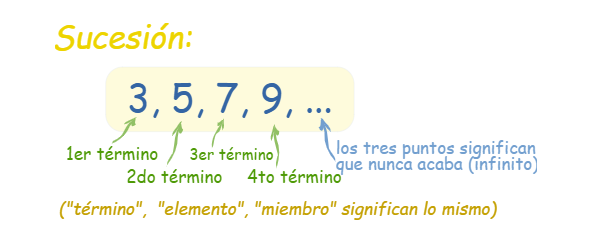 Sucesión:
3, 5, 7, 9, ...
1er término
2do término
3er término
4to término
los tres puntos significan
que nunca acaba (infinito)
("término", "elemento", "miembro" significan lo mismo)